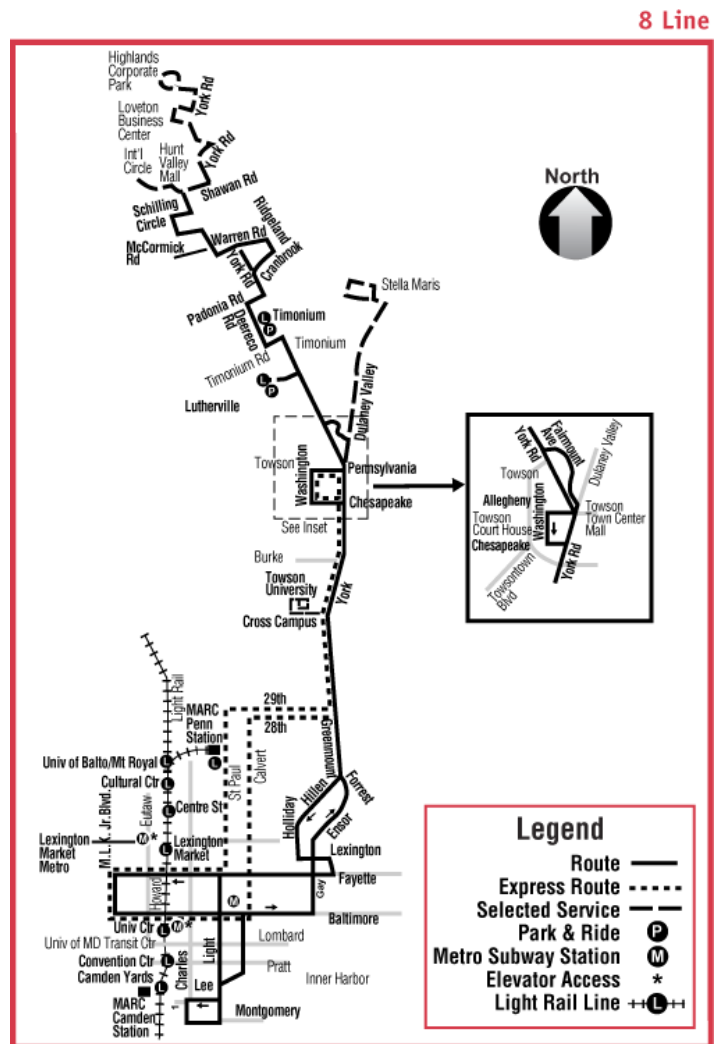 8 Line
Highlands
Corporate
Park
York Rd
Loveton
Business
Center
York Rd
Int'l
Circle
Hunt
Valley
Mall
Shawan Rd
Schilling
Circle
McCormick
Rd
Warren Rd
Ridgeland
York Rd
Cranbrook
North
Stella Maris
Padonia Rd
Deereco
Rd
L
P
Timonium
Timonium
Timonium Rd
L
P
Lutherville
Dulaney Valley
Towson
Washington
Pennsylvania
Chesapeake
See Inset
York Rd
Fairmount
Ave
Dulaney Valley
Towson
Allegheny
Washington
Towson
Court House
Towson
Town Center
Mall
Chesapeake
York Rd
Towsontown
Blvd
Burke
Towson
University
York
Cross Campus
Light Rail
29th
28th
MARC
Penn
Station
L
Greenmount
St Paul
Calvert
Univ of Balto/Mt Royal
L
Cultural Ctr
L
M.L.K. Jr.Blvd.
Eutaw
L
Centre St
Hillen
Forrest
Holliday
Ensor
Lexington
Market
Metro
M
*
L
Lexington
Market
Lexington
Fayette
Gay
Howard
M
Baltimore
Univ Ctr
L
M
*
Univ of MD Transit Ctr
Lombard
Convention Ctr
L
Charles
Light
Pratt
Camden Yards
L
Lee
Inner Harbor
MARC
Camden
Station
Montgomery
Legend
Route
Express Route
Selected Service
Park & Ride P
Metro Subway Station M
Elevator Access *
Light Rail Line L